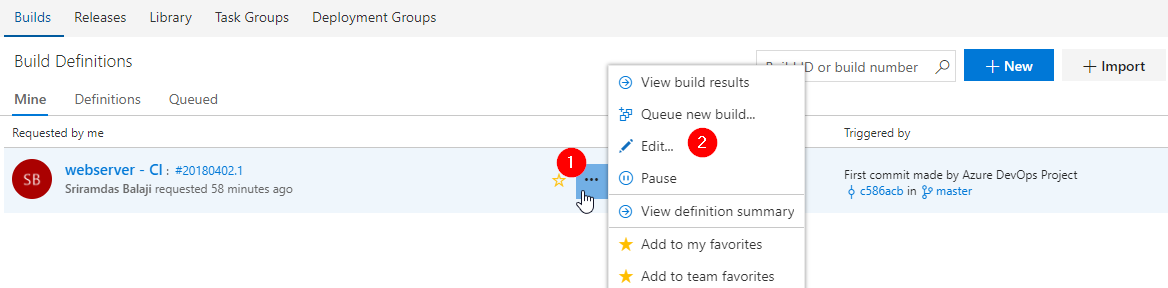 Builds Releases Library Task Groups Deployment Groups
Build Definitions
ID or build number
New
Import
Mine Definitions Queued
Requested by me
Triggered by
SB
webserver - CI : #20180402.1
Sriramdas Balaji requested 58 minutes ago
1
...
View build results
Queue new build...
Edit...
2
Pause
View definition summary
Add to my favorites
Add to team favorites
First commit made by Azure DevOps Project
c586acb in master